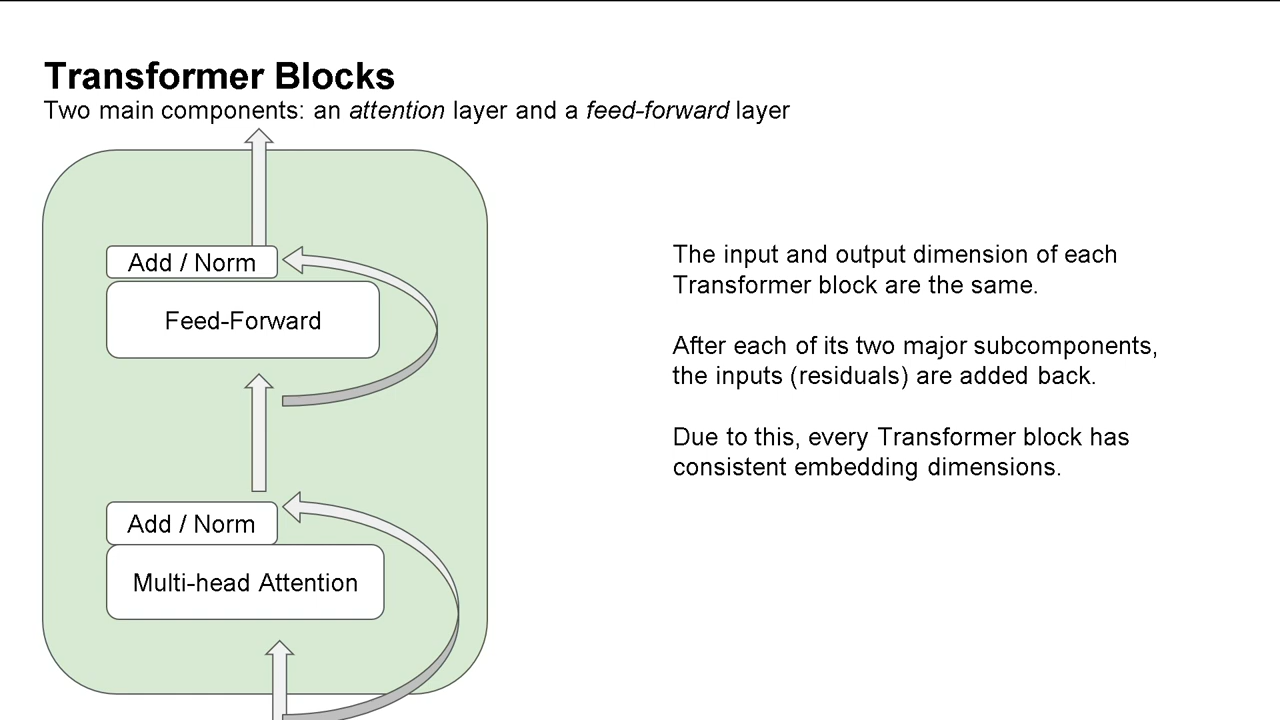 Transformer Blocks
Two main components: an attention layer and a feed-forward layer
Add / Norm
Feed-Forward
Add / Norm
Multi-head Attention
The input and output dimension of each
Transformer block are the same.
After each of its two major subcomponents,
the inputs (residuals) are added back.
Due to this, every Transformer block has
consistent embedding dimensions.